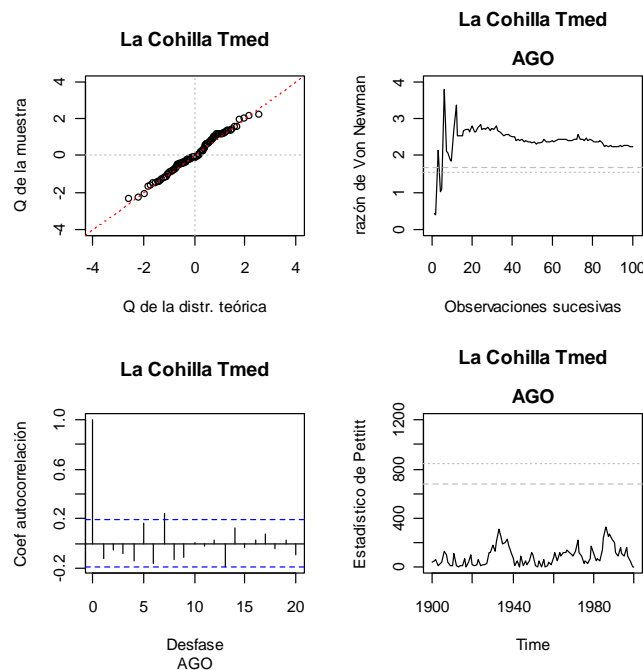 La Cohilla Tmed
Q de la muestra
4
2
0
-2
-4
-4 -2 0 2 4
Q de la distr. teórica
La Cohilla Tmed
AGO
razón de Von Newman
4
3
2
1
0
0 20 40 60 80 100
Observaciones sucesivas
La Cohilla Tmed
Coef autocorrelación
1.0
0.6
0.2
-0.2
0 5 10 15 20
Desfase
AGO
La Cohilla Tmed
AGO
Estadístico de Pettitt
1200
800
400
0
1900 1940 1980
Time